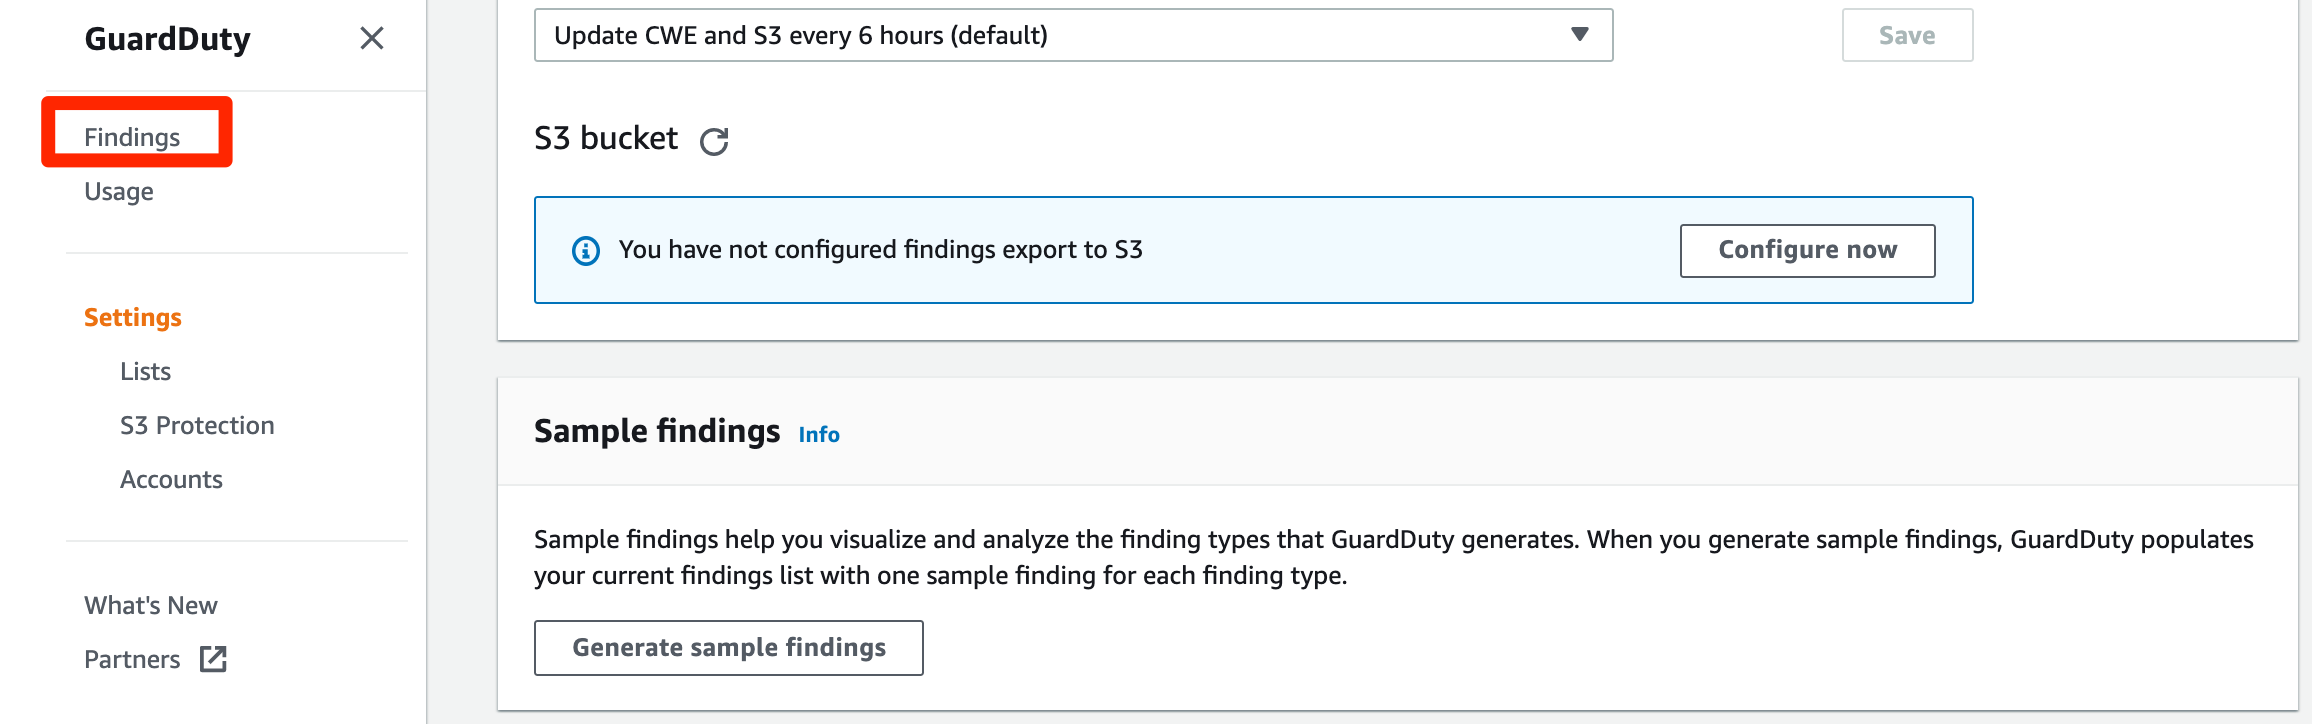 GuardDuty
Findings
Usage
Settings
Lists
S3 Protection
Accounts
What's New
Partners
Update CWE and S3 every 6 hours (default)
Save
S3 bucket
You have not configured findings export to S3
Configure now
Sample findings Info
Sample findings help you visualize and analyze the finding types that GuardDuty generates. When you generate sample findings, GuardDuty populates
your current findings list with one sample finding for each finding type.
Generate sample findings